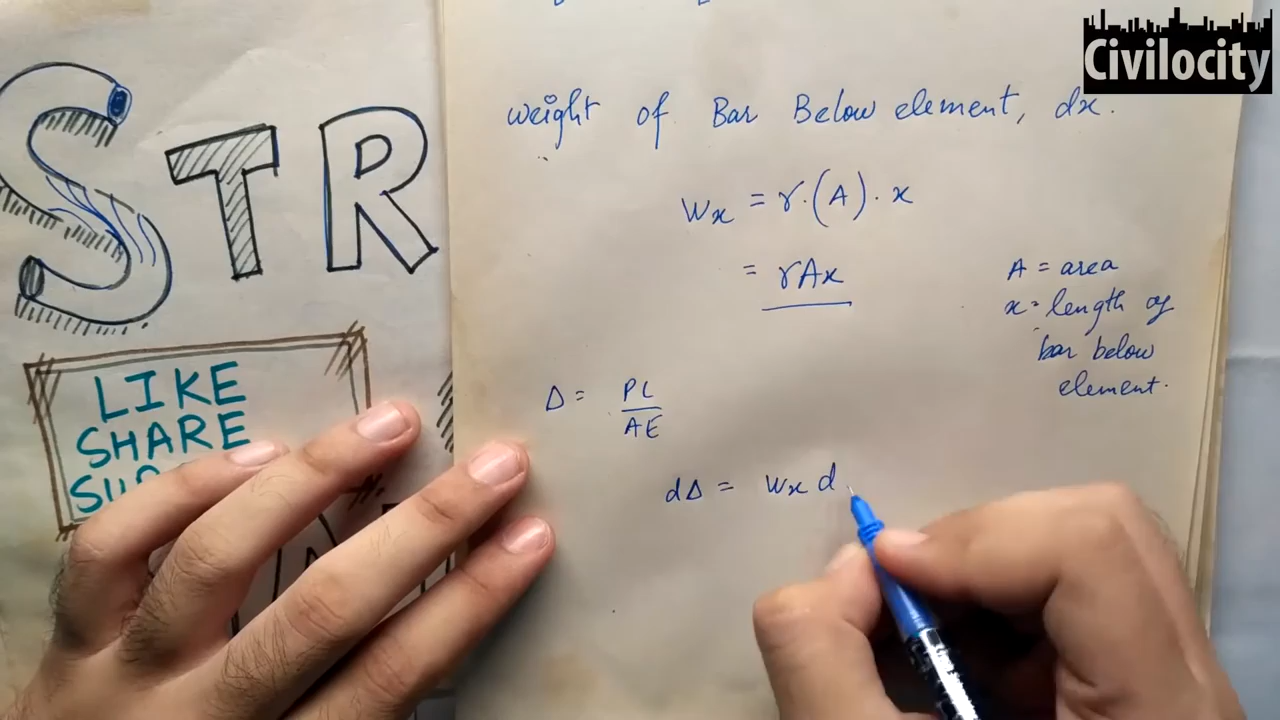 Civilocity
STR
LIKE
SHARE
weight of Bar Below element, dx.
Wx = γ.(A).x
= γAx
A = area
x = length of
bar below
element.
Δ = PL
AE
dΔ = Wx d